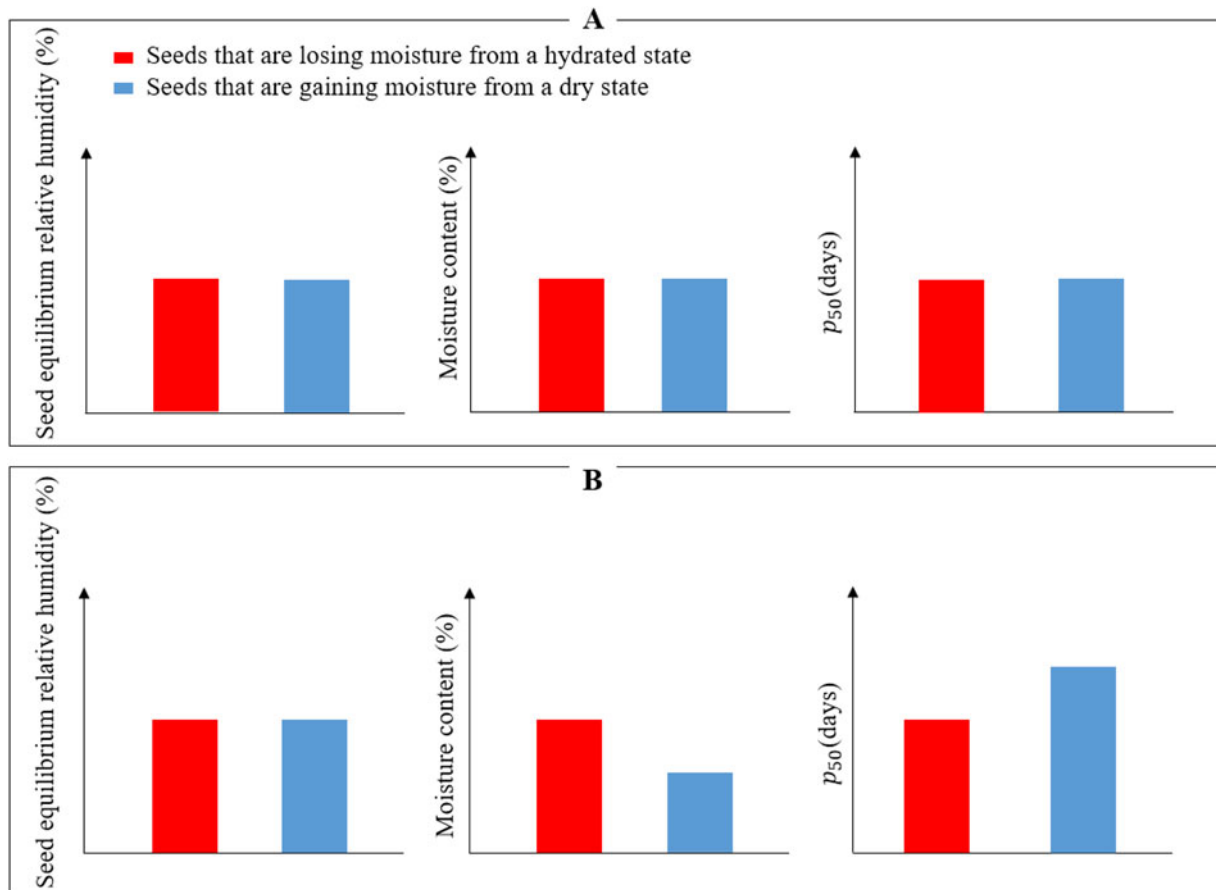 A
Seeds that are losing moisture from a hydrated state
Seeds that are gaining moisture from a dry state
Seed equilibrium relative humidity (%)
Moisture content (%)
p₅₀(days)
B
Seed equilibrium relative humidity (%)
Moisture content (%)
p₅₀(days)